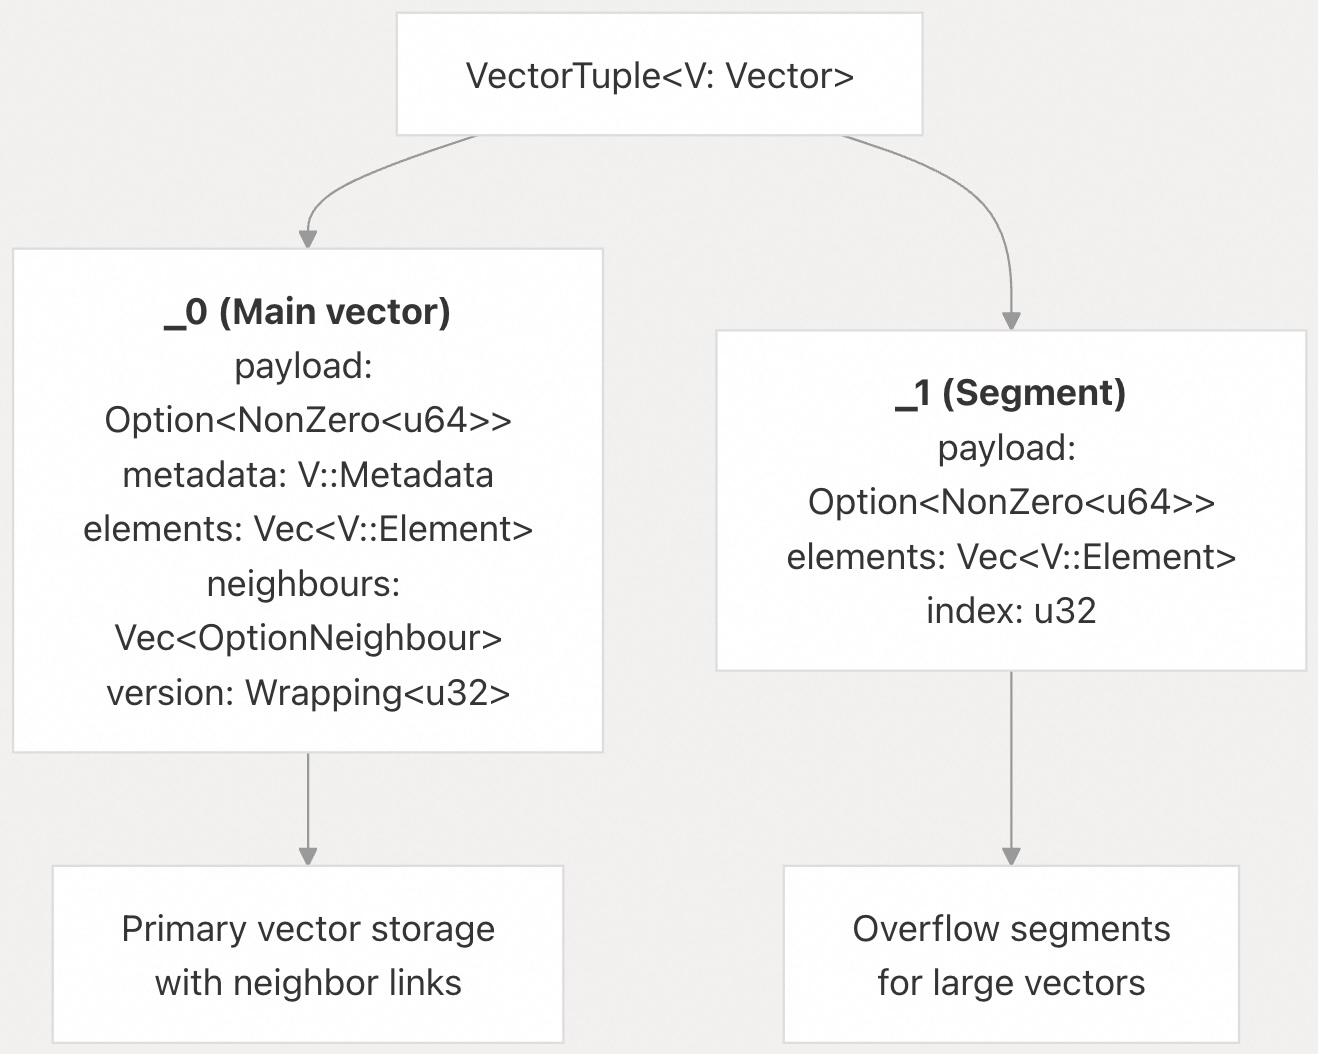 VectorTuple<V: Vector>
_0 (Main vector)
payload:
Option<NonZero<u64>>
metadata: V::Metadata
elements: Vec<V::Element>
neighbours:
Vec<OptionNeighbour>
version: Wrapping<u32>
_1 (Segment)
payload:
Option<NonZero<u64>>
elements: Vec<V::Element>
index: u32
Primary vector storage
with neighbor links
Overflow segments
for large vectors